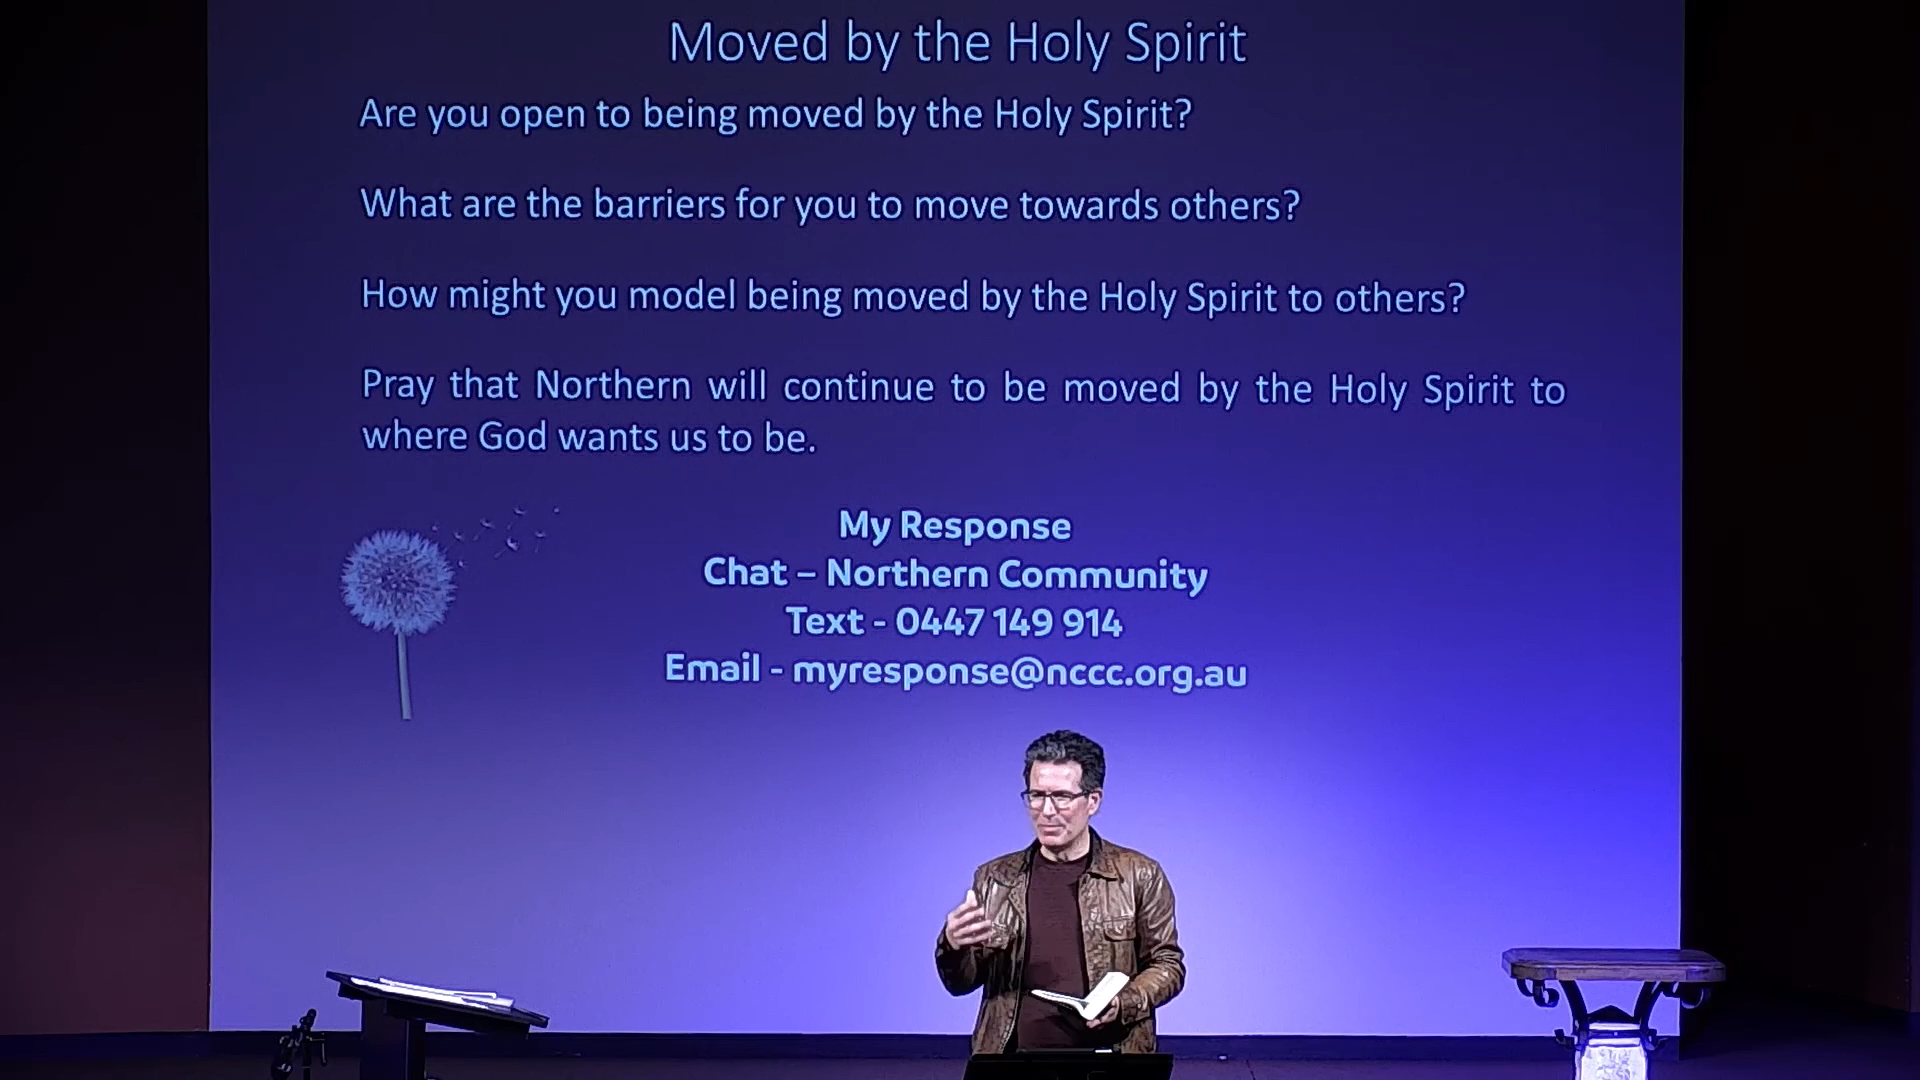 Moved by the Holy Spirit
Are you open to being moved by the Holy Spirit?
What are the barriers for you to move towards others?
How might you model being moved by the Holy Spirit to others?
Pray that Northern will continue to be moved by the Holy Spirit to
where God wants us to be.
My Response
Chat – Northern Community
Text - 0447 149 914
Email - myresponse@nccc.org.au